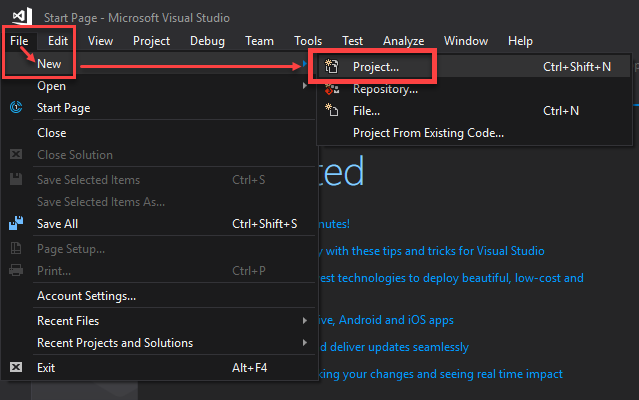 Start Page - Microsoft Visual Studio
File Edit View Project Debug Team Tools Test Analyze Window Help
New
Project... Ctrl+Shift+N
Open
Repository...
Start Page
File... Ctrl+N
Close
Project From Existing Code...
Close Solution
Save Selected Items Ctrl+S
Save Selected Items As...
Save All Ctrl+Shift+S
Page Setup...
Print... Ctrl+P
Account Settings...
Recent Files
Recent Projects and Solutions
Exit Alt+F4
ted
nutes!
with these tips and tricks for Visual Studio
technologies to deploy beautiful, low-cost and
Android and iOS apps
deliver updates seamlessly
your changes and seeing real time impact